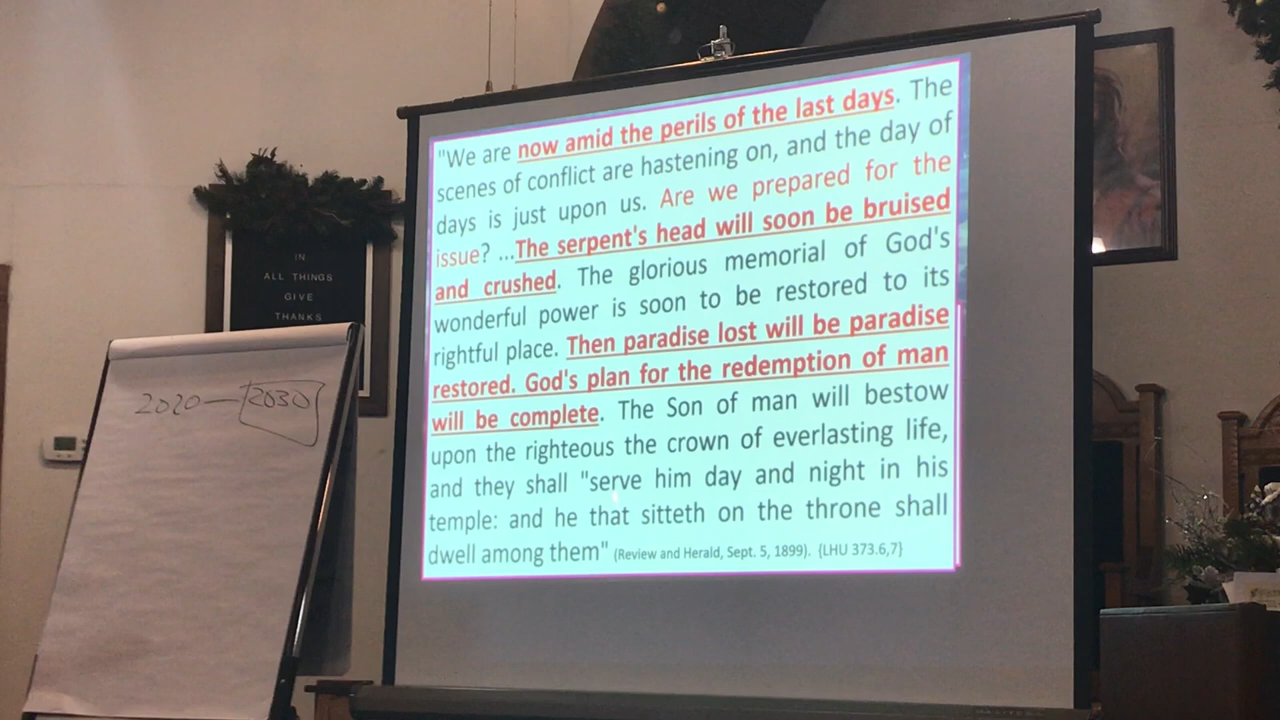 IN
ALL THINGS
GIVE
THANKS
2020 — 2030
"We are now amid the perils of the last days. The
scenes of conflict are hastening on, and the day of
days is just upon us. Are we prepared for the
issue? ...The serpent's head will soon be bruised
and crushed. The glorious memorial of God's
wonderful power is soon to be restored to its
rightful place. Then paradise lost will be paradise
restored. God's plan for the redemption of man
will be complete. The Son of man will bestow
upon the righteous the crown of everlasting life,
and they shall "serve him day and night in his
temple: and he that sitteth on the throne shall
dwell among them" (Review and Herald, Sept. 5, 1899). {LHU 373.6,7}